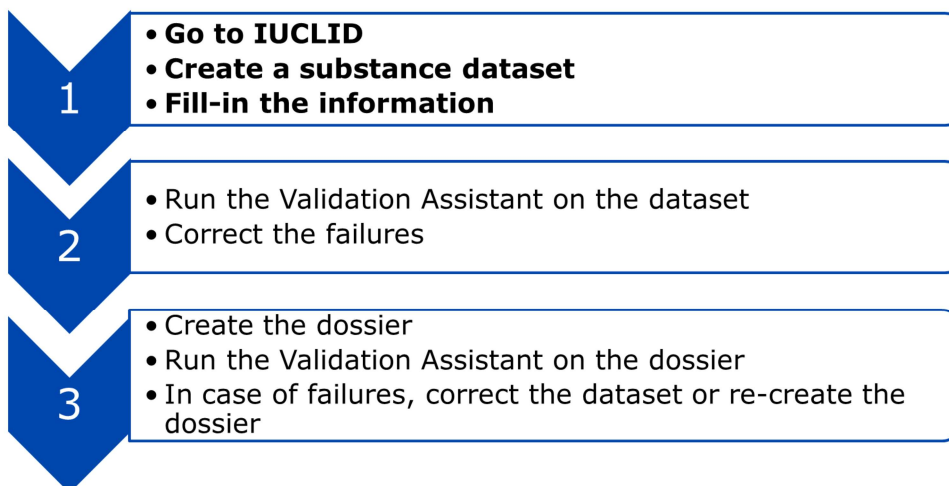 1
• Go to IUCLID
• Create a substance dataset
• Fill-in the information
2
• Run the Validation Assistant on the dataset
• Correct the failures
3
• Create the dossier
• Run the Validation Assistant on the dossier
• In case of failures, correct the dataset or re-create the
dossier